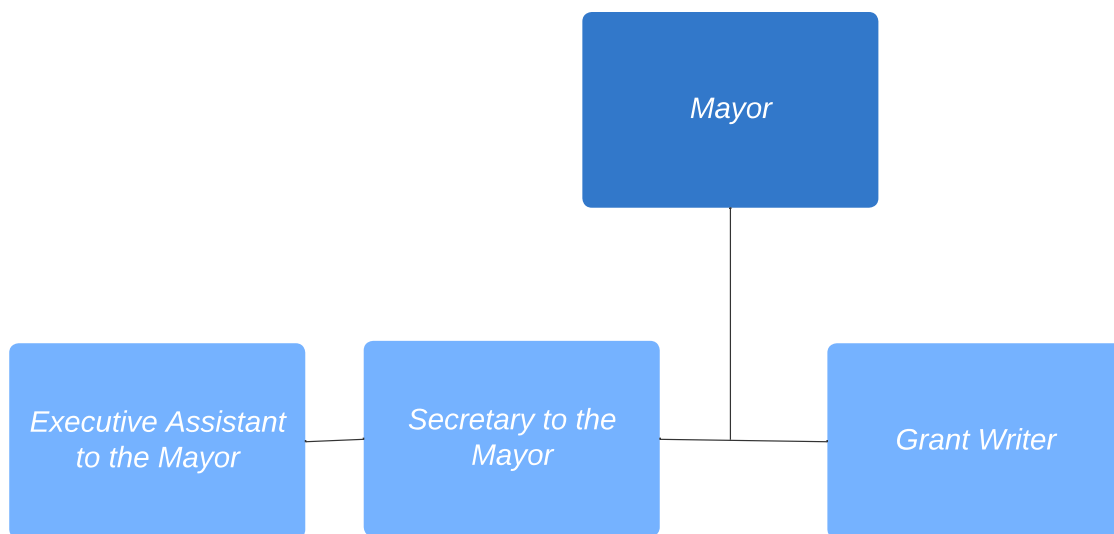 Mayor
Executive Assistant
to the Mayor
Secretary to the
Mayor
Grant Writer